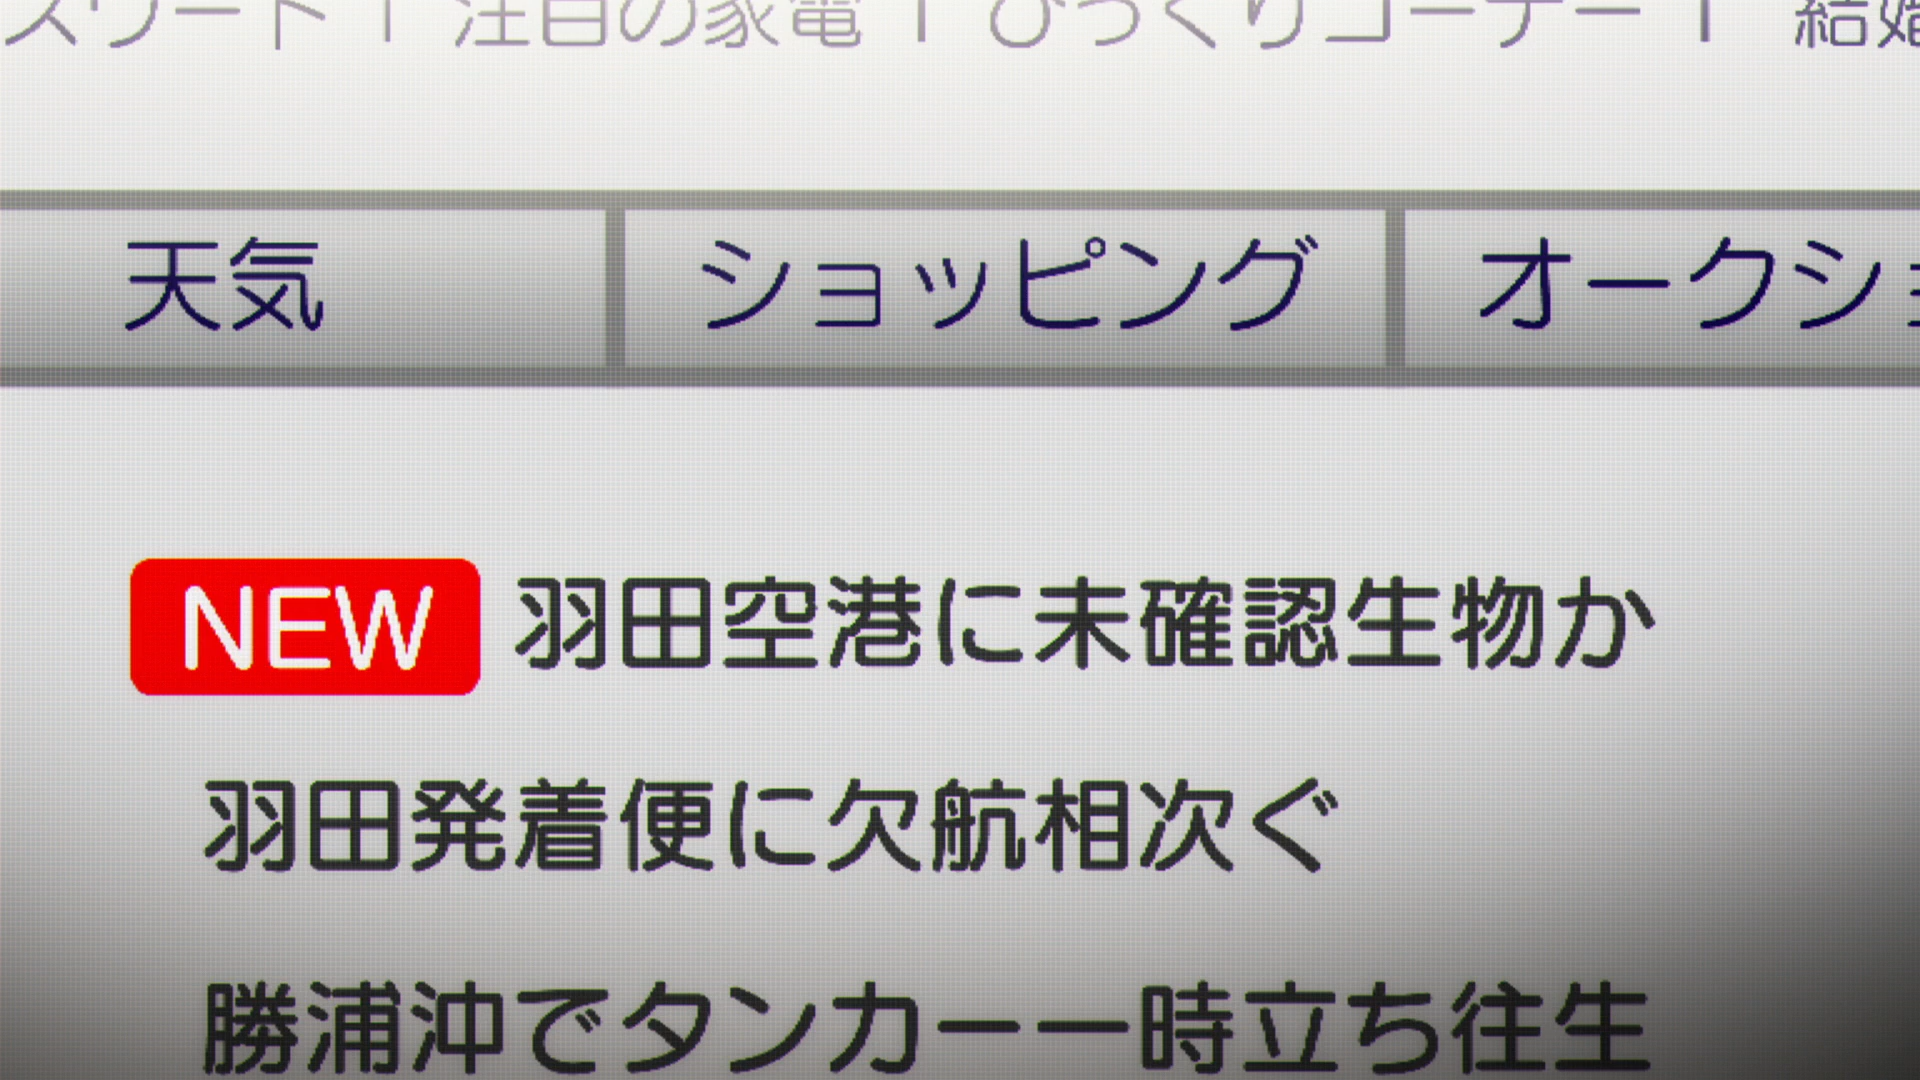 スワード | 注目の家電 | びっくりコーナー | 結婚
天気 ショッピング オークショ
NEW 羽田空港に未確認生物か
羽田発着便に欠航相次ぐ
勝浦沖でタンカー一時立ち往生